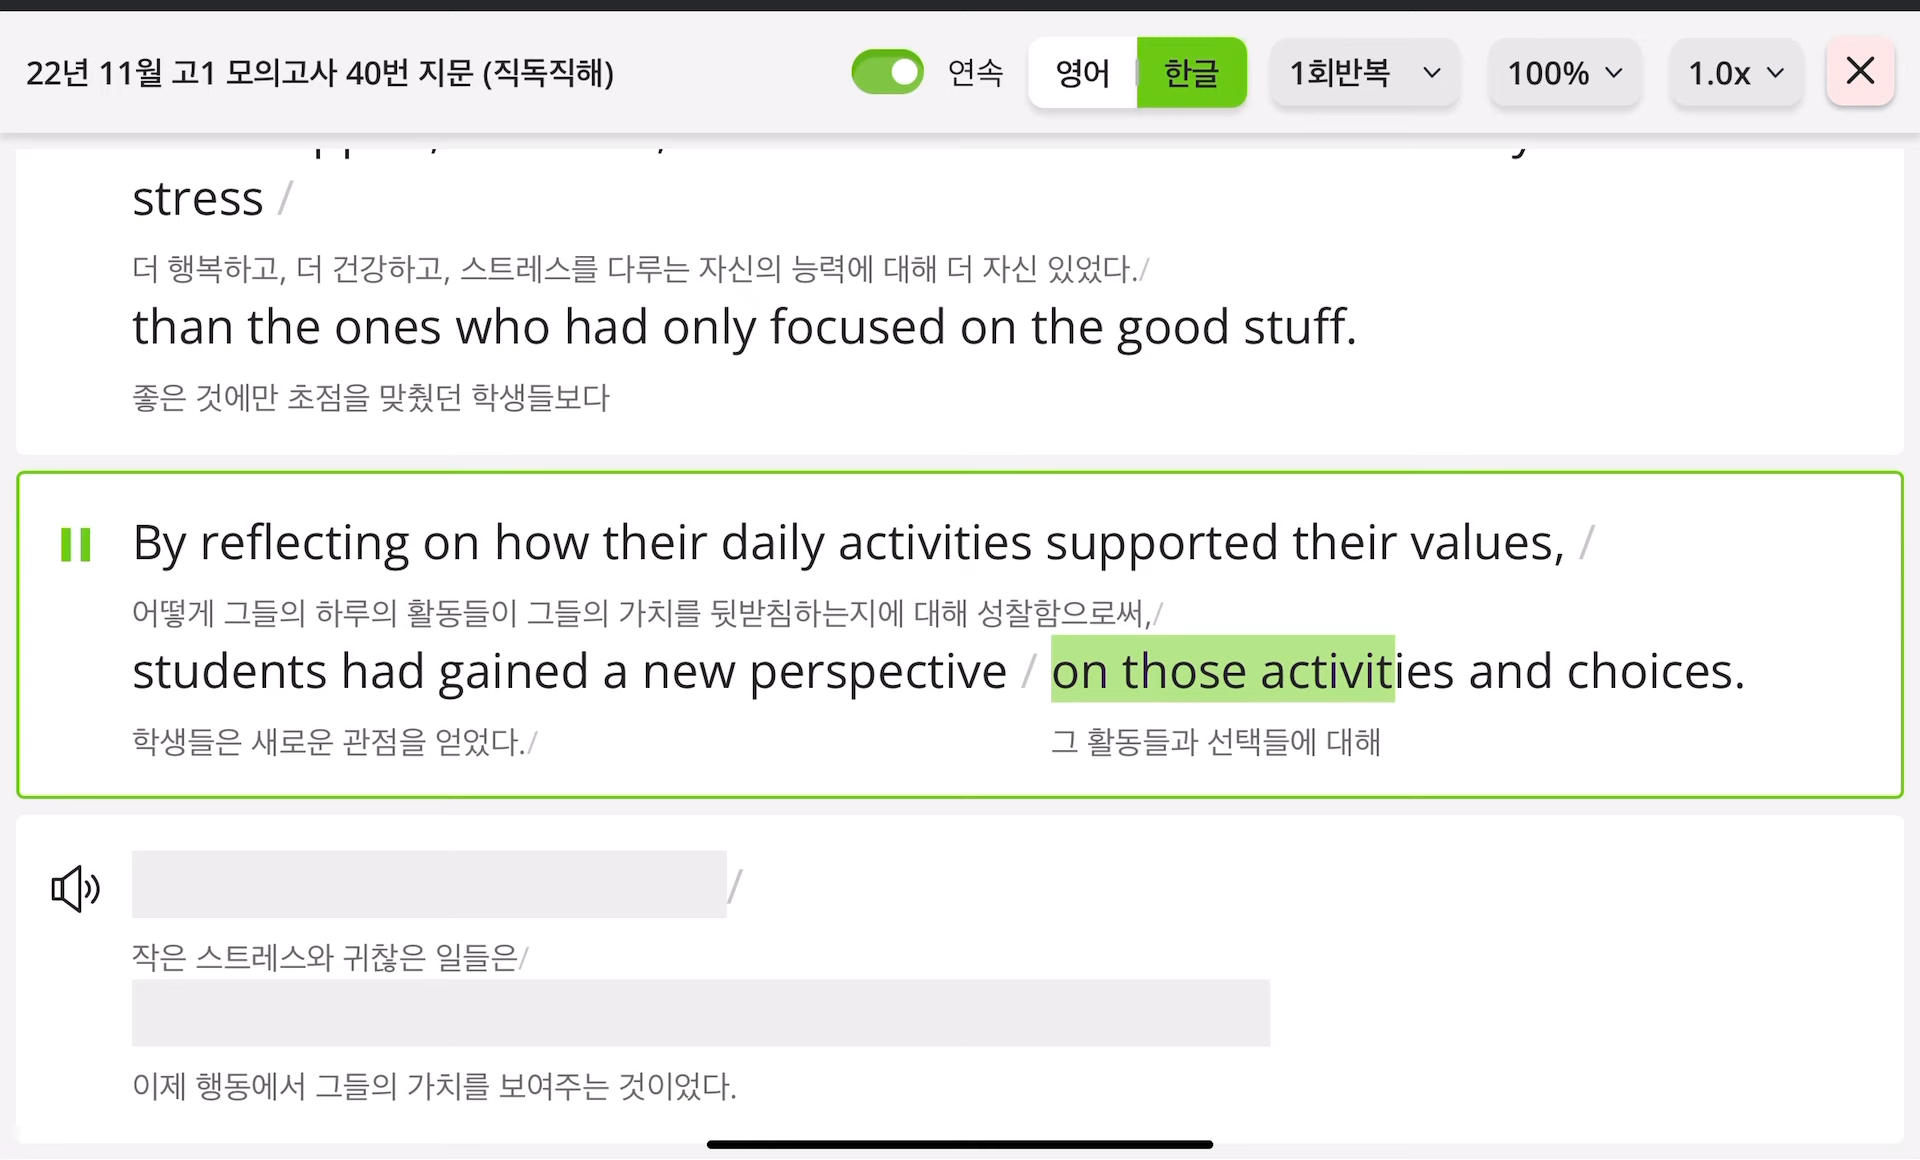 22년 11월 고1 모의고사 40번 지문 (직독직해)
연속
영어
한글
1회반복
100%
1.0x
stress /
더 행복하고, 더 건강하고, 스트레스를 다루는 자신의 능력에 대해 더 자신 있었다./
than the ones who had only focused on the good stuff.
좋은 것에만 초점을 맞췄던 학생들보다
By reflecting on how their daily activities supported their values, /
어떻게 그들의 하루의 활동들이 그들의 가치를 뒷받침하는지에 대해 성찰함으로써,/
students had gained a new perspective / on those activities and choices.
학생들은 새로운 관점을 얻었다./ 그 활동들과 선택들에 대해
/
작은 스트레스와 귀찮은 일들은/
이제 행동에서 그들의 가치를 보여주는 것이었다.